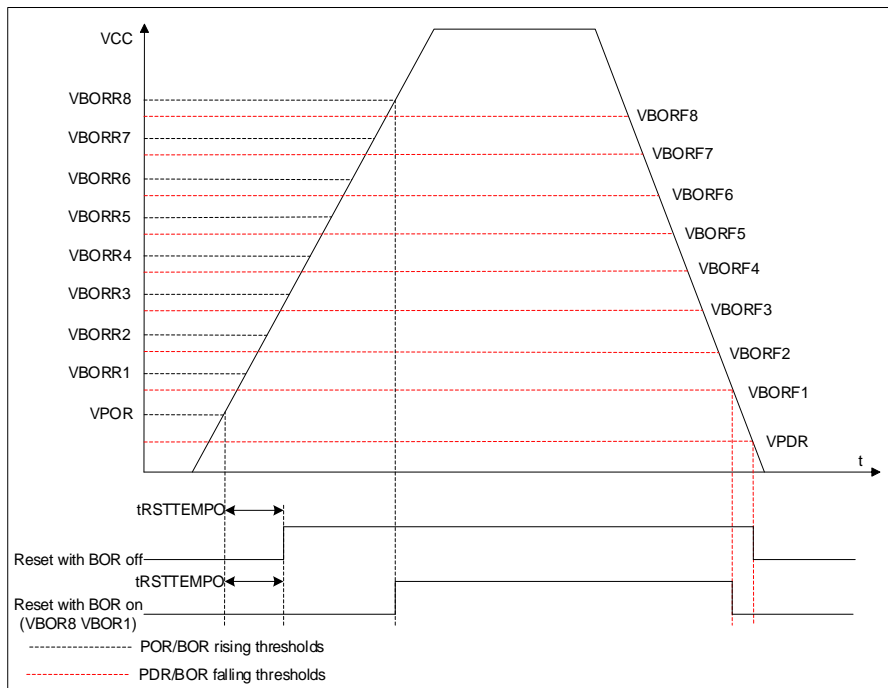 VCC
VBORR8
VBORF8
VBORR7
VBORF7
VBORR6
VBORF6
VBORR5
VBORF5
VBORR4
VBORF4
VBORR3
VBORF3
VBORR2
VBORF2
VBORR1
VBORF1
VPOR
VPDR
t
tRSTTEMPO
Reset with BOR off
tRSTTEMPO
Reset with BOR on
(VBOR8 VBOR1)
POR/BOR rising thresholds
PDR/BOR falling thresholds